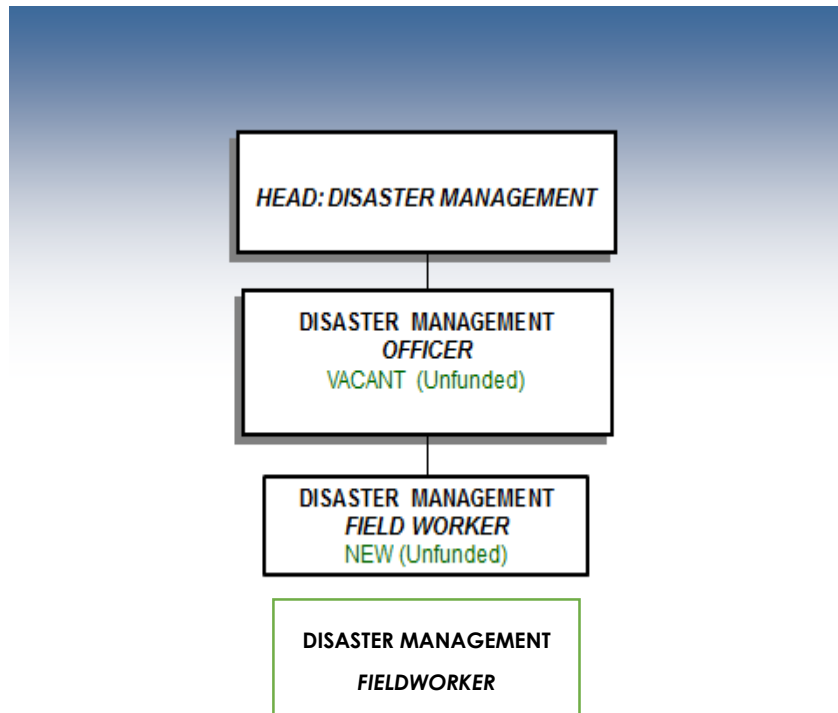 HEAD: DISASTER MANAGEMENT
DISASTER MANAGEMENT
OFFICER
VACANT (Unfunded)
DISASTER MANAGEMENT
FIELD WORKER
NEW (Unfunded)
DISASTER MANAGEMENT
FIELDWORKER